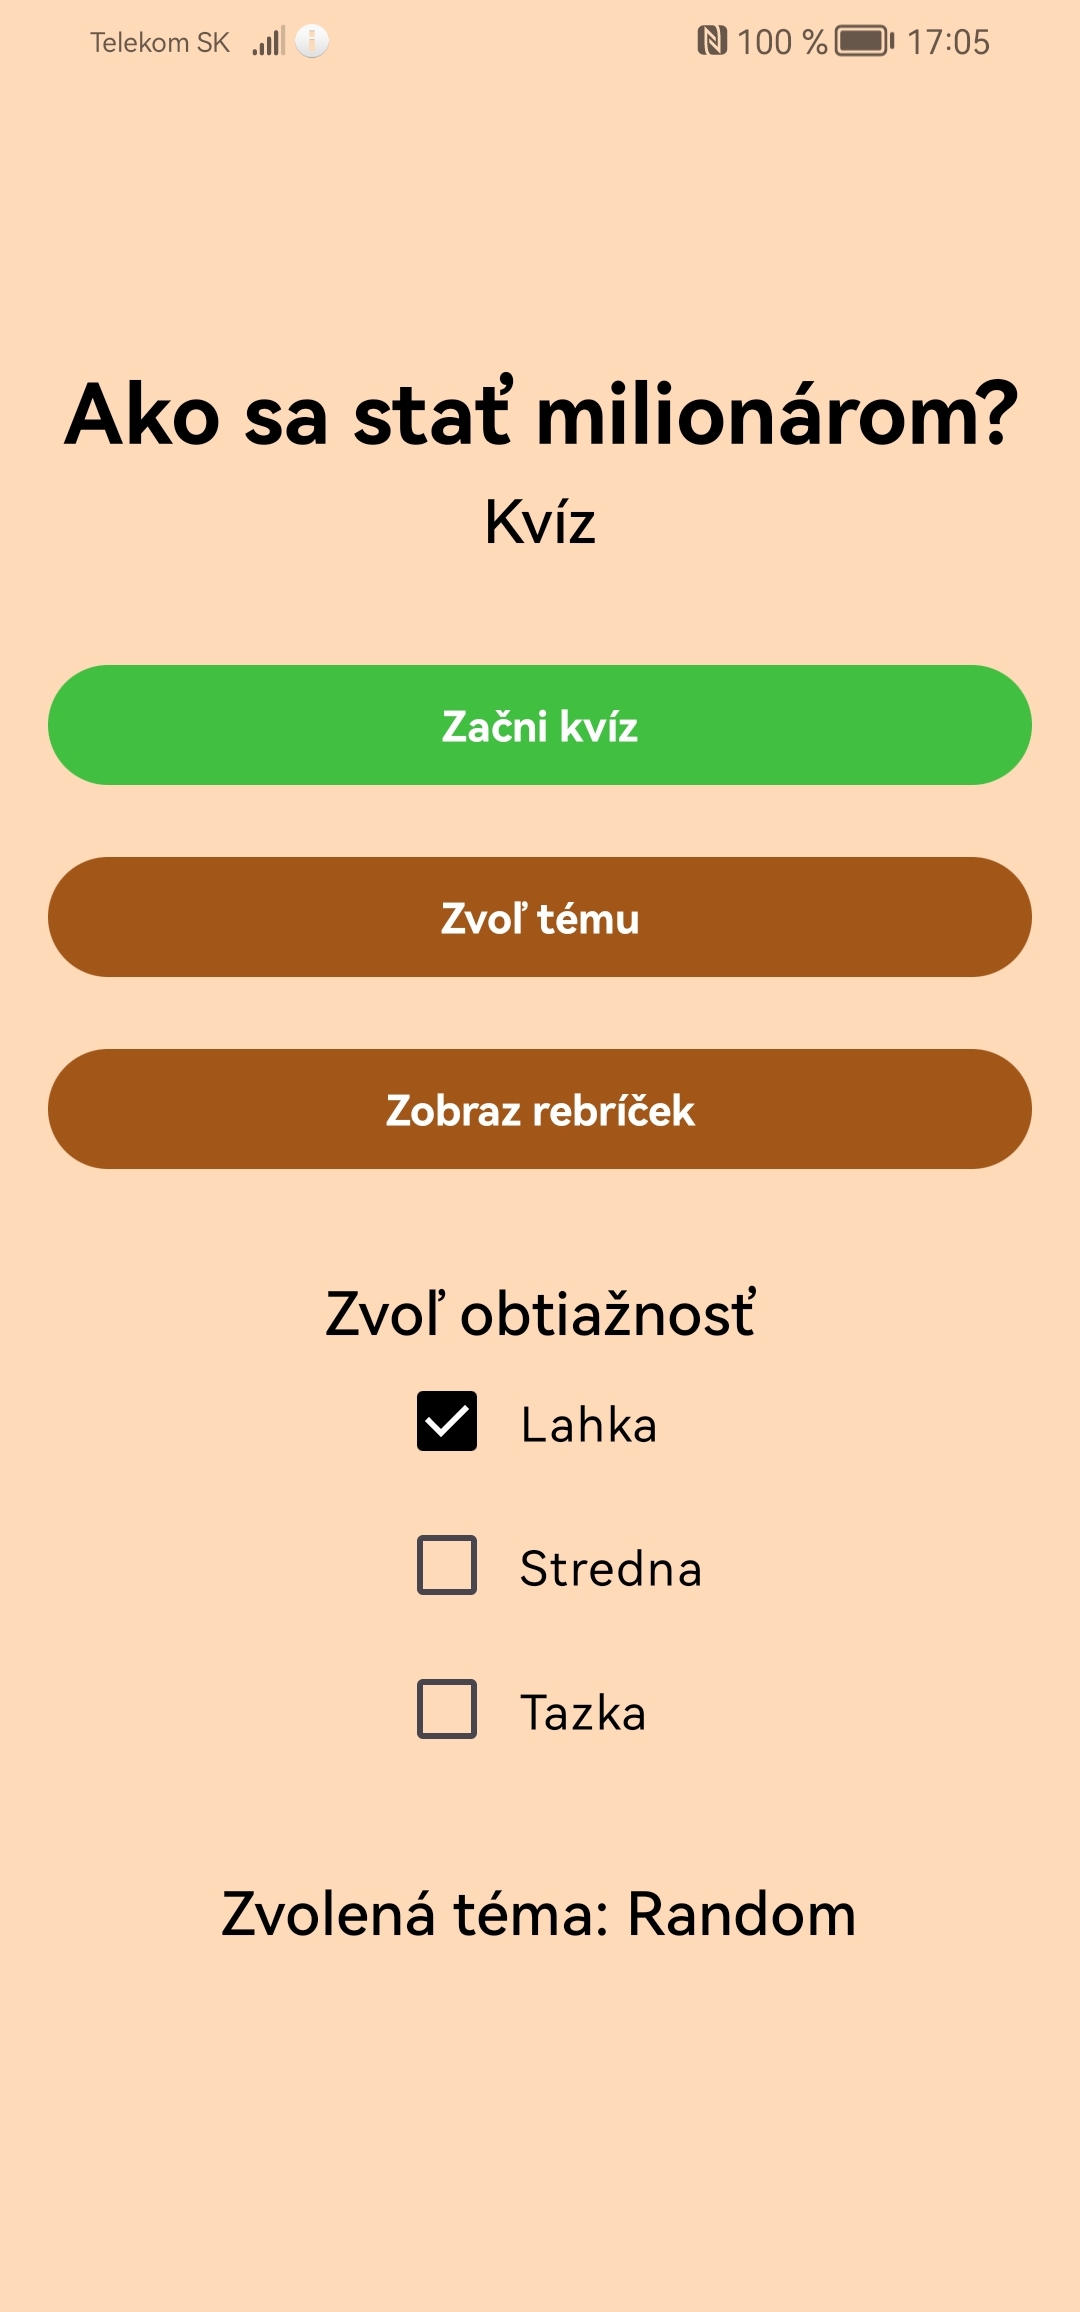 Telekom SK 100 % 17:05
Ako sa stať milionárom?
Kvíz
Začni kvíz
Zvoľ tému
Zobraz rebríček
Zvoľ obtiažnosť
Lahka
Stredna
Tazka
Zvolená téma: Random